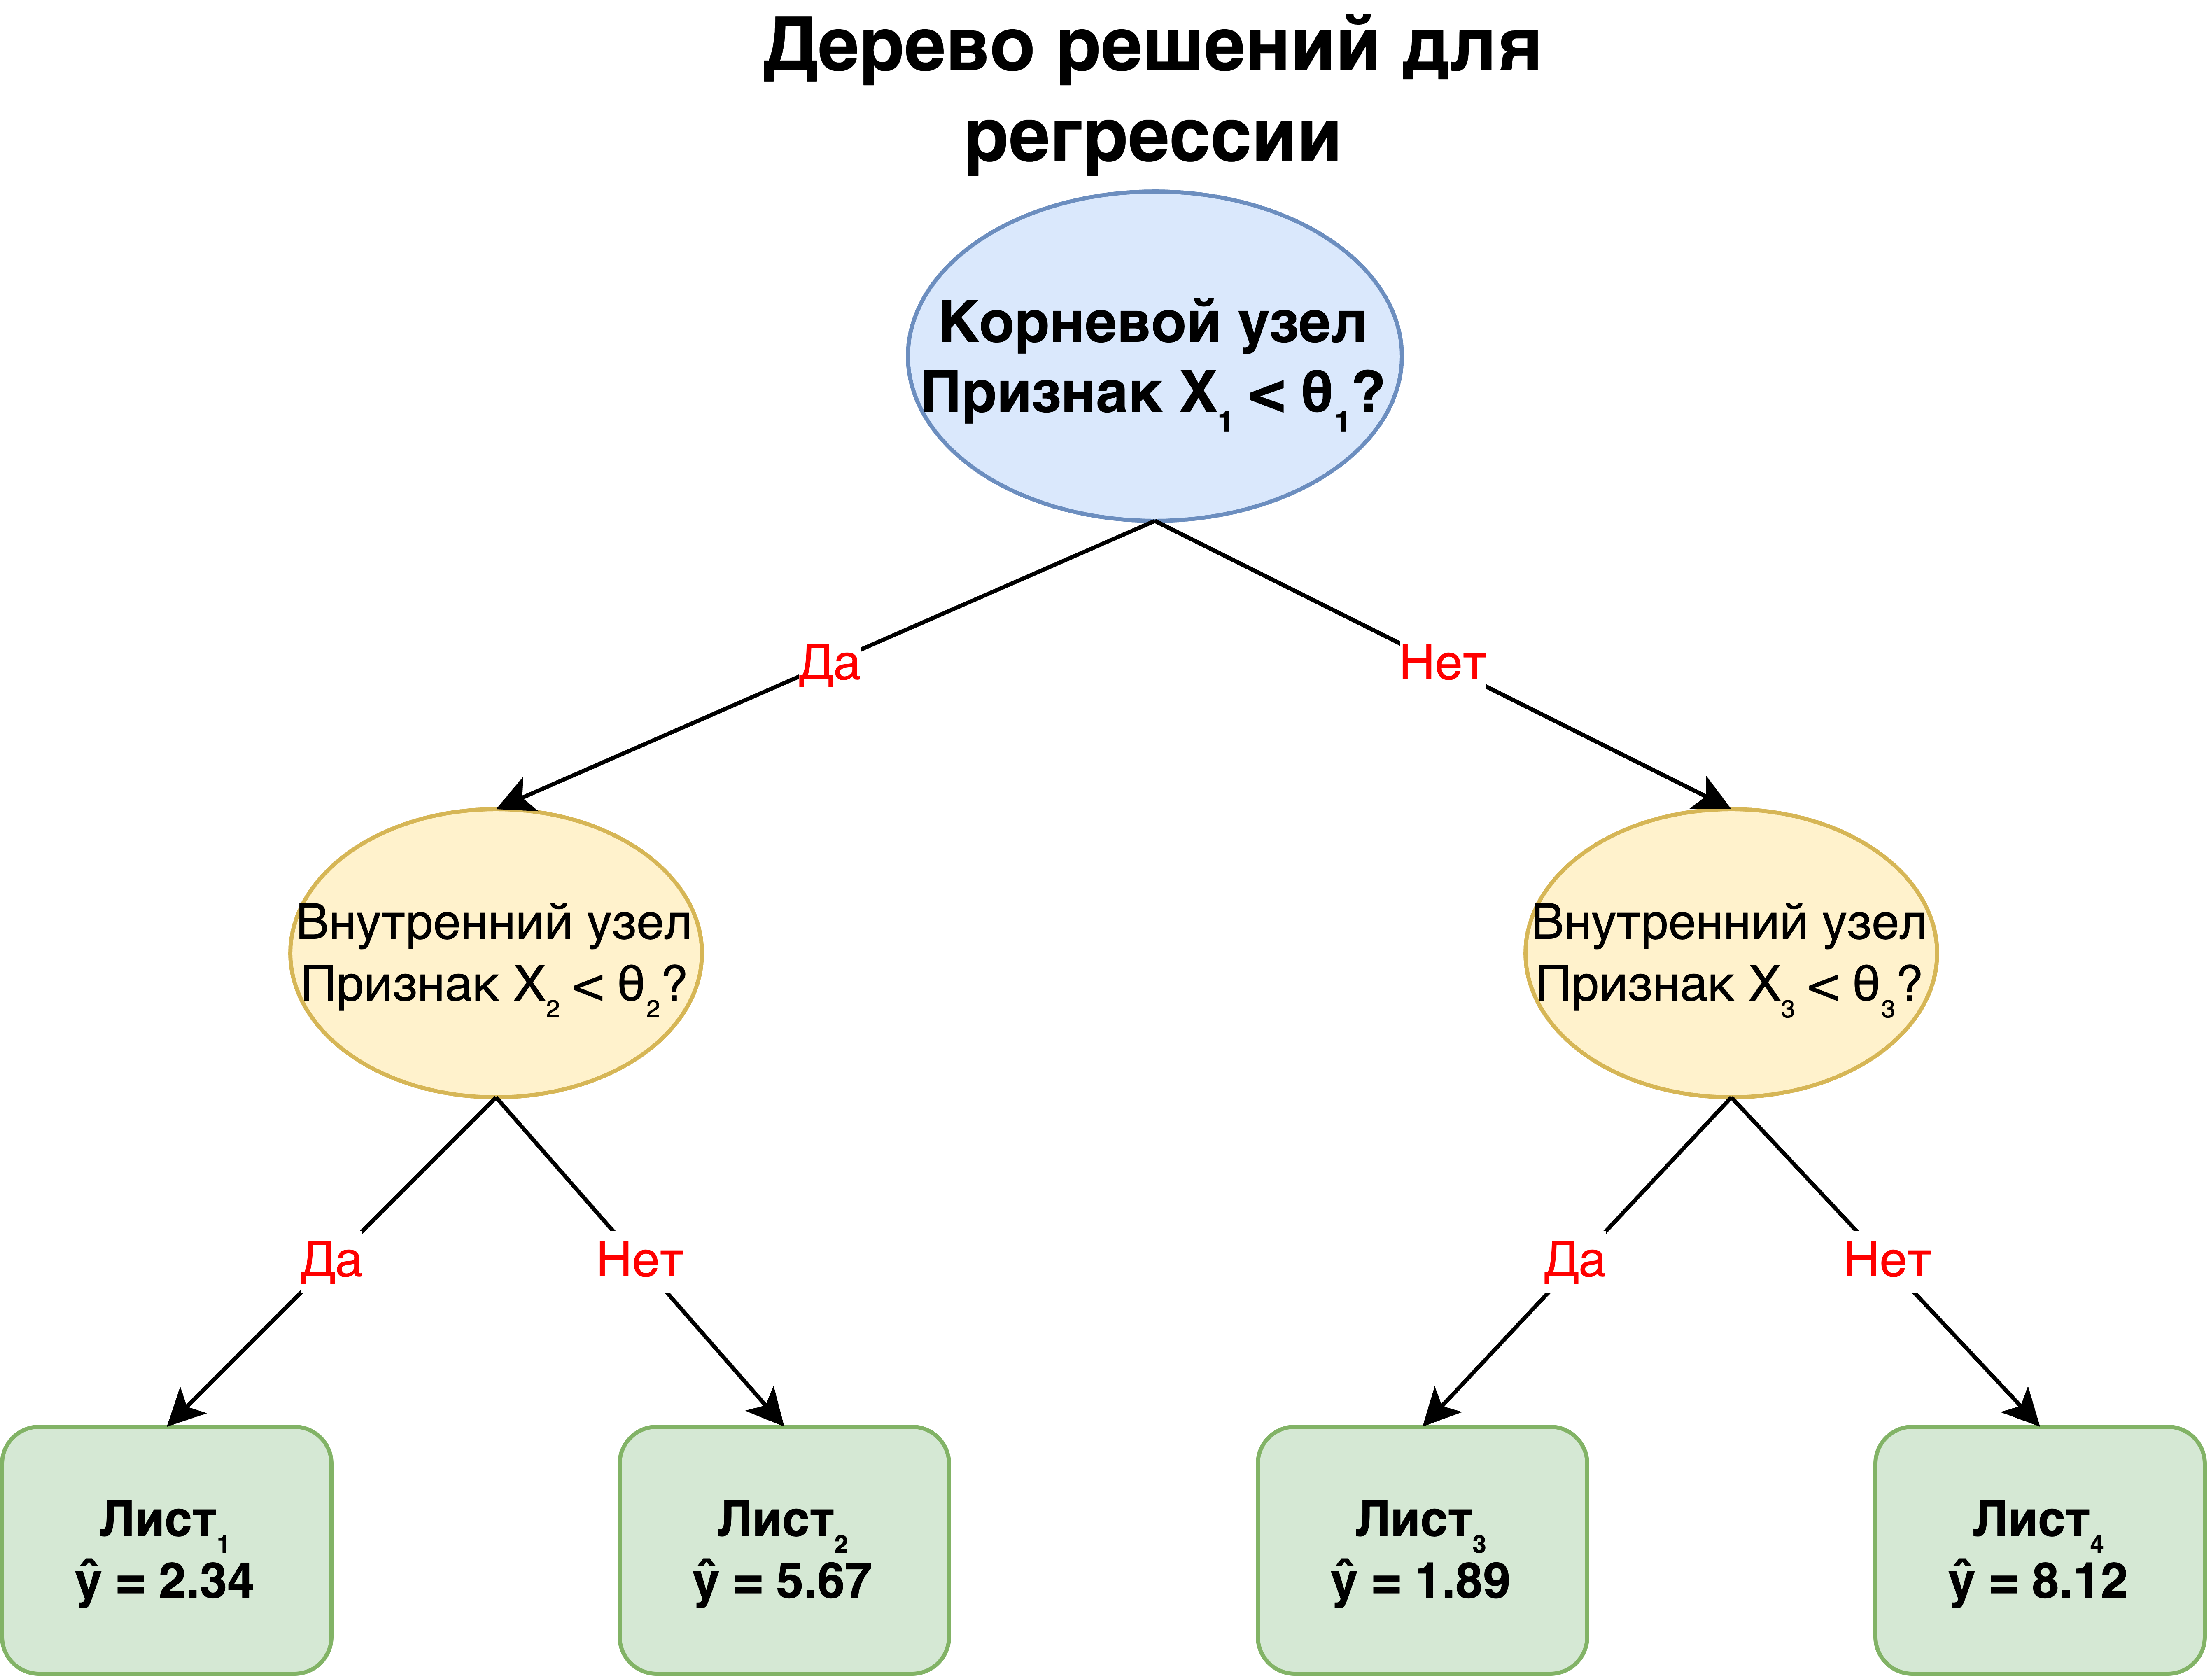 Дерево решений для
регрессии
Корневой узел
Признак X₁ < θ₁?
Да
Нет
Внутренний узел
Признак X₂ < θ₂?
Внутренний узел
Признак X₃ < θ₃?
Да
Нет
Да
Нет
Лист₁
ŷ = 2.34
Лист₂
ŷ = 5.67
Лист₃
ŷ = 1.89
Лист₄
ŷ = 8.12